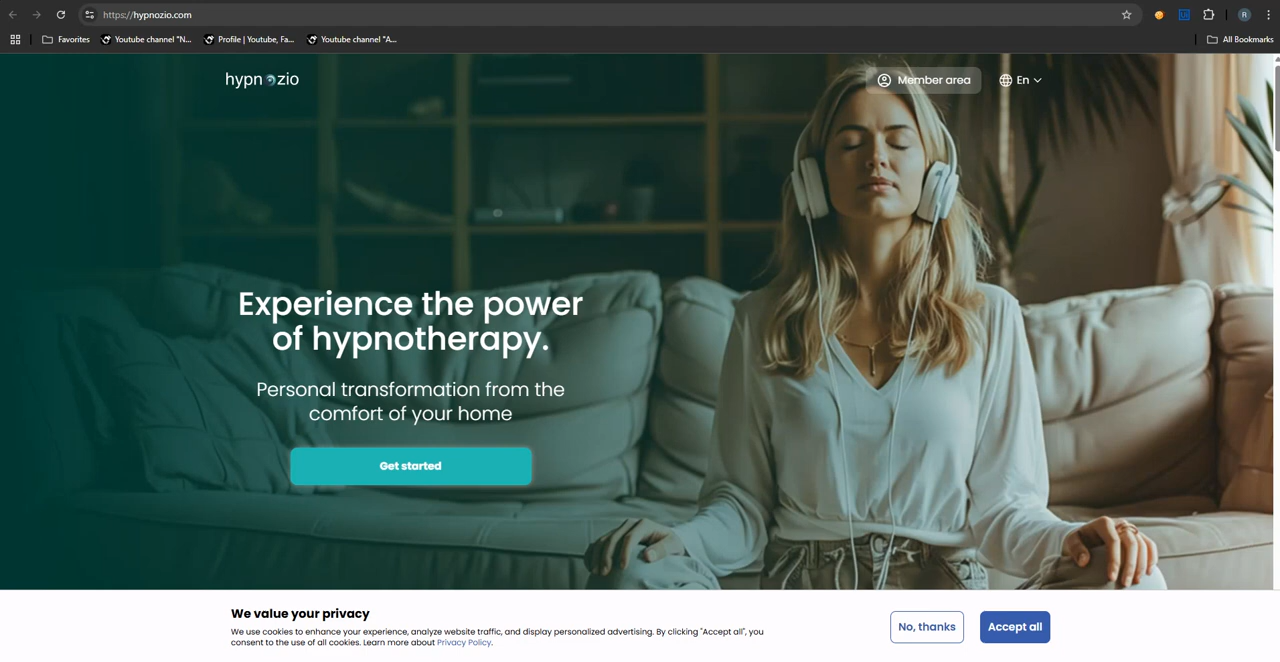 https://hypnozio.com
R
Favorites
Youtube channel "N...
Profile | Youtube, Fa...
Youtube channel "A...
All Bookmarks
hypnozio
Member area
En
Experience the power
of hypnotherapy.
Personal transformation from the
comfort of your home
Get started
We value your privacy
We use cookies to enhance your experience, analyze website traffic, and display personalized advertising. By clicking "Accept all", you
consent to the use of all cookies. Learn more about Privacy Policy.
No, thanks
Accept all